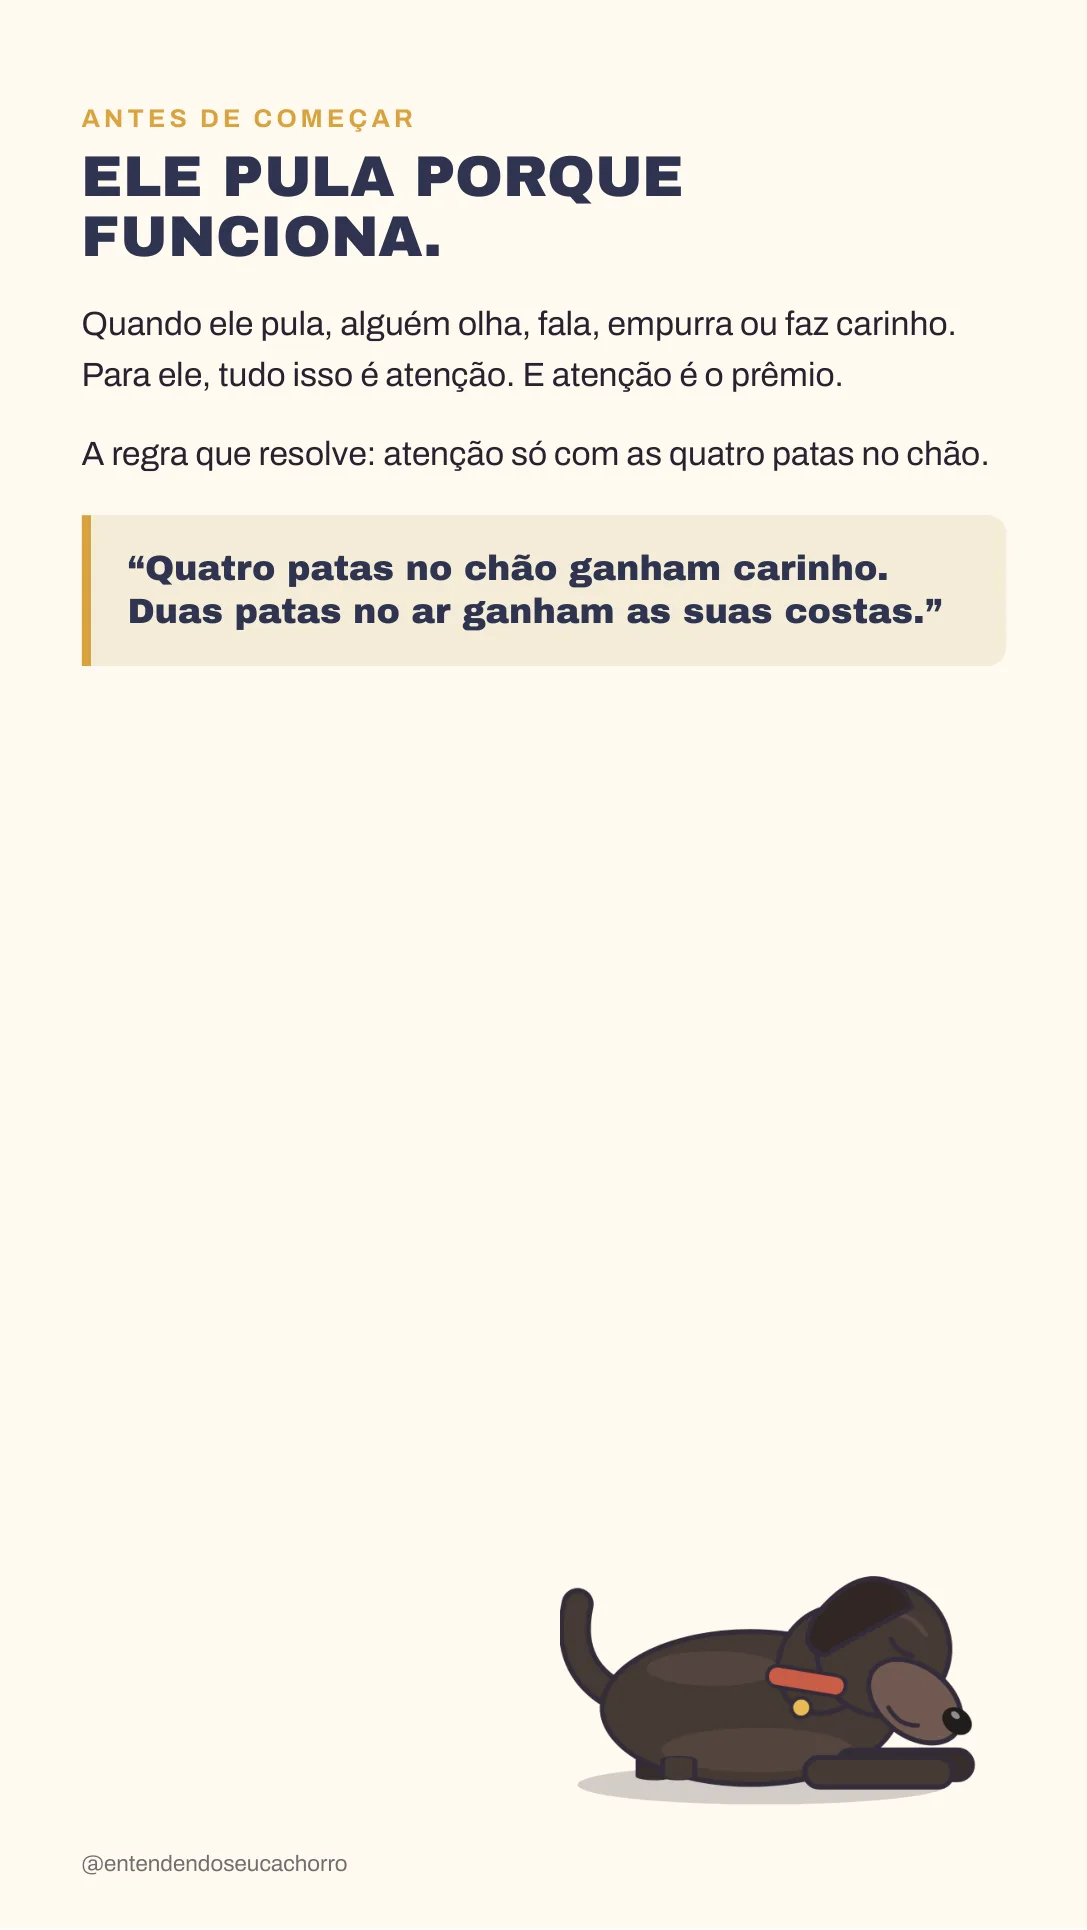 ANTES DE COMEÇAR
ELE PULA PORQUE
FUNCIONA.
Quando ele pula, alguém olha, fala, empurra ou faz carinho.
Para ele, tudo isso é atenção. E atenção é o prêmio.
A regra que resolve: atenção só com as quatro patas no chão.
“Quatro patas no chão ganham carinho.
Duas patas no ar ganham as suas costas.”
@entendendoseucachorro